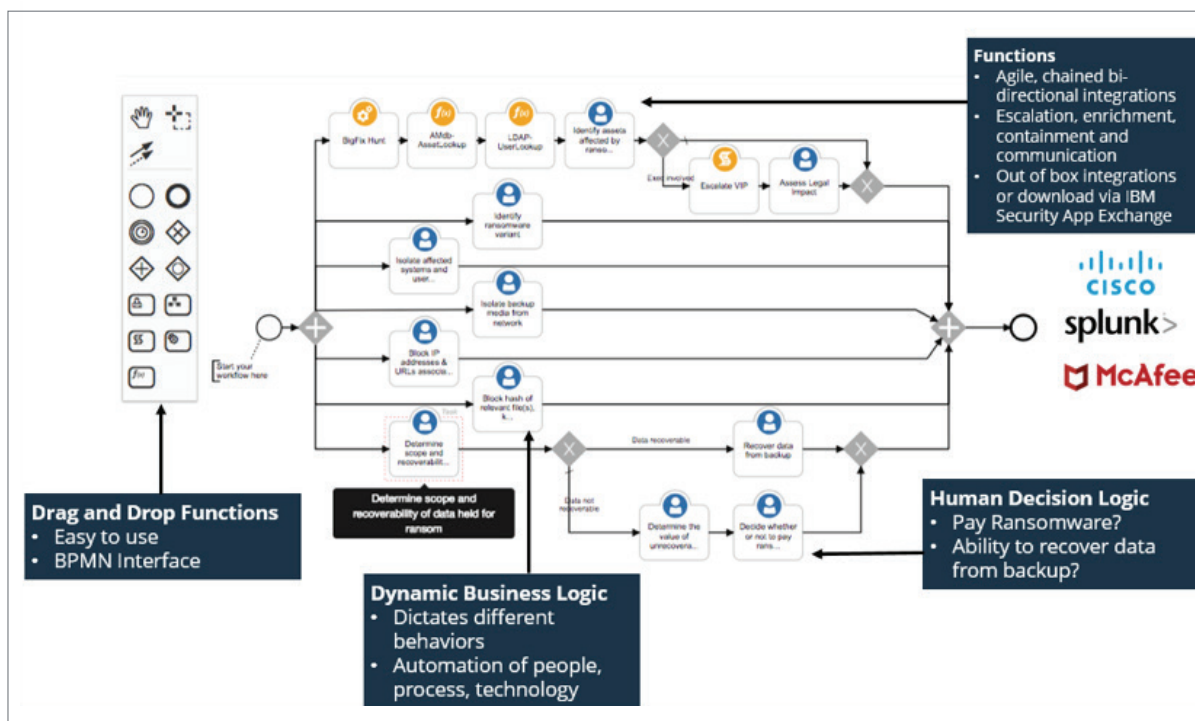 Functions
• Agile, chained bi-
directional integrations
• Escalation, enrichment,
containment and
communication
• Out of box integrations
or download via IBM
Security App Exchange
BigFix Hunt
AMdb-
AssetLookup
LDAP-
UserLookup
Identify assets
affected by
ranso...
Exec involved
Escalate VIP
Assess Legal
Impact
Identify
ransomware
variant
Isolate affected
systems and
user...
Isolate backup
media from
network
Block IP
addresses &
URLs associa...
Block hash of
relevant file(s),
k...
Start your
workflow here
Task
Determine
scope and
recoverabilit...
Data recoverable
Recover data
from backup
Data not
recoverable
Determine the
value of
unrecovera...
Decide whether
or not to pay
rans...
Determine scope and
recoverability of data held for
ransom
CISCO
splunk>
McAfee
Drag and Drop Functions
• Easy to use
• BPMN Interface
Dynamic Business Logic
• Dictates different
behaviors
• Automation of people,
process, technology
Human Decision Logic
• Pay Ransomware?
• Ability to recover data
from backup?